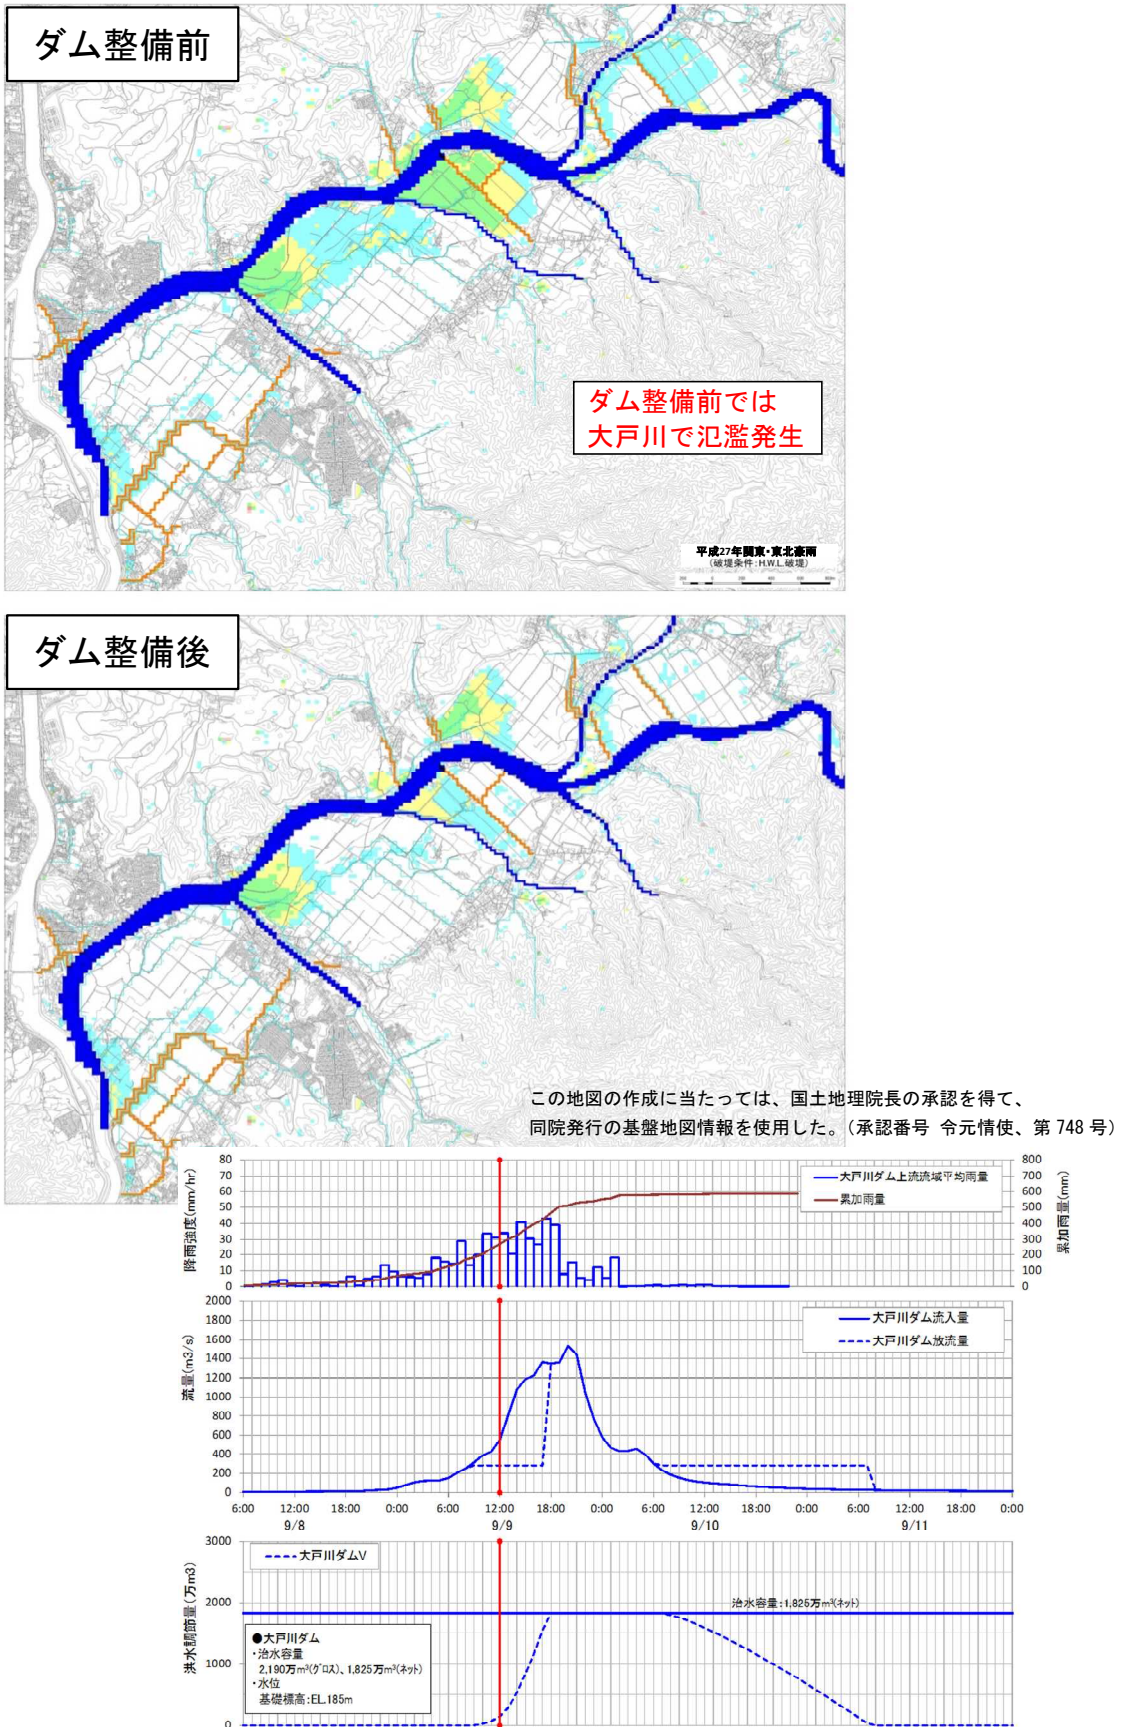 ダム整備前
ダム整備前では
大戸川で氾濫発生
平成27年関東・東北豪雨
(破堤条件:H.W.L.破堤)
ダム整備後
この地図の作成に当たっては、国土地理院長の承認を得て、
同院発行の基盤地図情報を使用した。(承認番号 令元情使、第 748 号)
降雨強度(mm/hr)
80
70
60
50
40
30
20
10
0
大戸川ダム上流流域平均雨量
累加雨量
800
700
600
500
400
300
200
100
0
累加雨量(mm)
流量(m3/s)
2000
1800
1600
1400
1200
1000
800
600
400
200
0
大戸川ダム流入量
大戸川ダム放流量
6:00 12:00 18:00 0:00 6:00 12:00 18:00 0:00 6:00 12:00 18:00 0:00 6:00 12:00 18:00 0:00
9/8 9/9 9/10 9/11
洪水調節量(万m3)
3000
2000
1000
0
大戸川ダムV
治水容量:1,825万m³(ネット)
●大戸川ダム
・治水容量
2,190万m³(グロス)、1,825万m³(ネット)
・水位
基礎標高:EL.185m